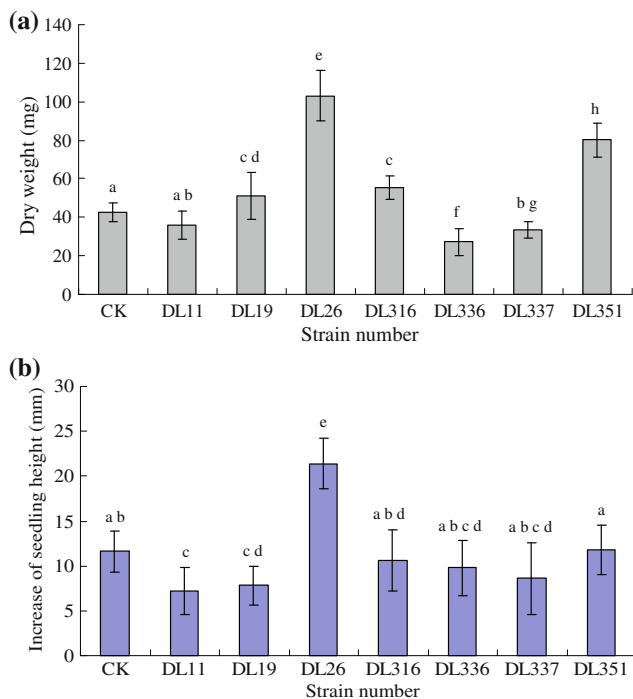 (a)
140
120
100
80
60
40
20
0
Dry weight (mg)
a
a b
c d
e
c
f
b g
h
CK DL11 DL19 DL26 DL316 DL336 DL337 DL351
Strain number
(b)
30
25
20
15
10
5
0
Increase of seedling height (mm)
a b
c
c d
e
a b d
a b c d
a b c d
a
CK DL11 DL19 DL26 DL316 DL336 DL337 DL351
Strain number